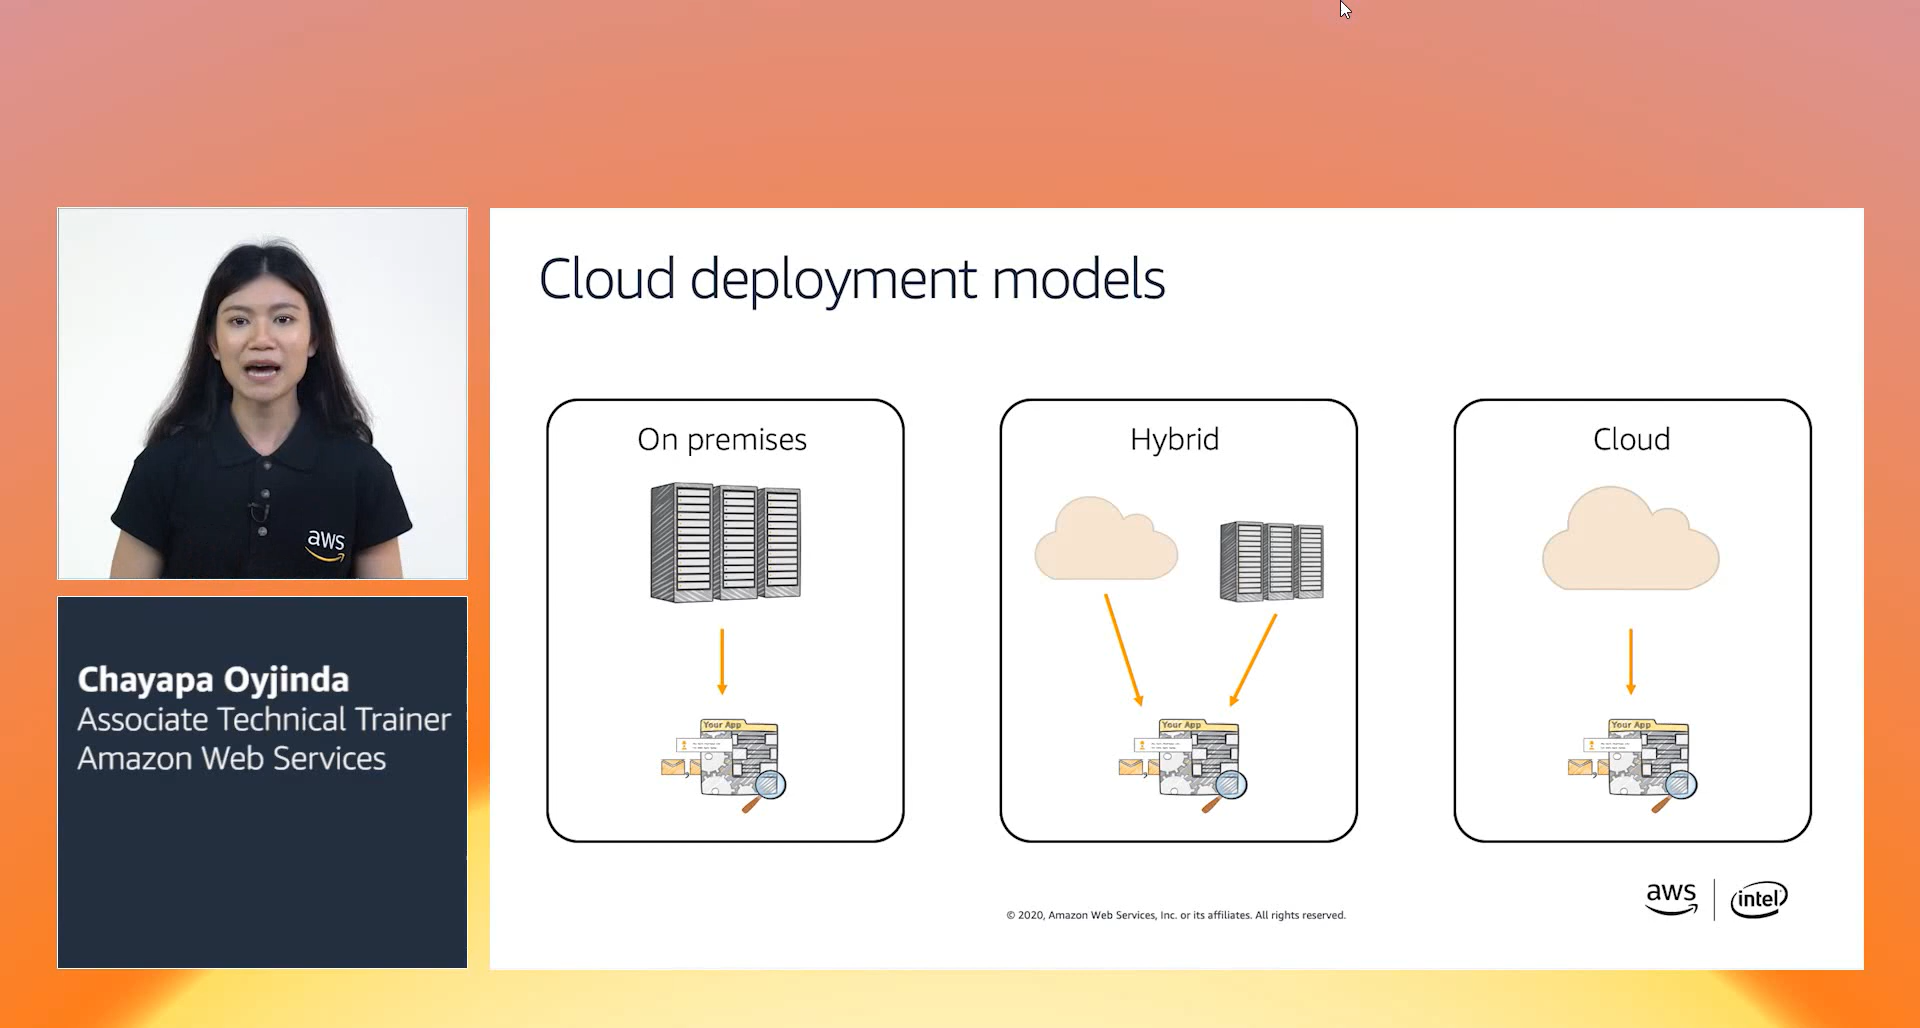 aws
Chayapa Oyjinda
Associate Technical Trainer
Amazon Web Services
Cloud deployment models
On premises
Your App
Hybrid
Your App
Cloud
Your App
© 2020, Amazon Web Services, Inc. or its affiliates. All rights reserved.
aws
intel